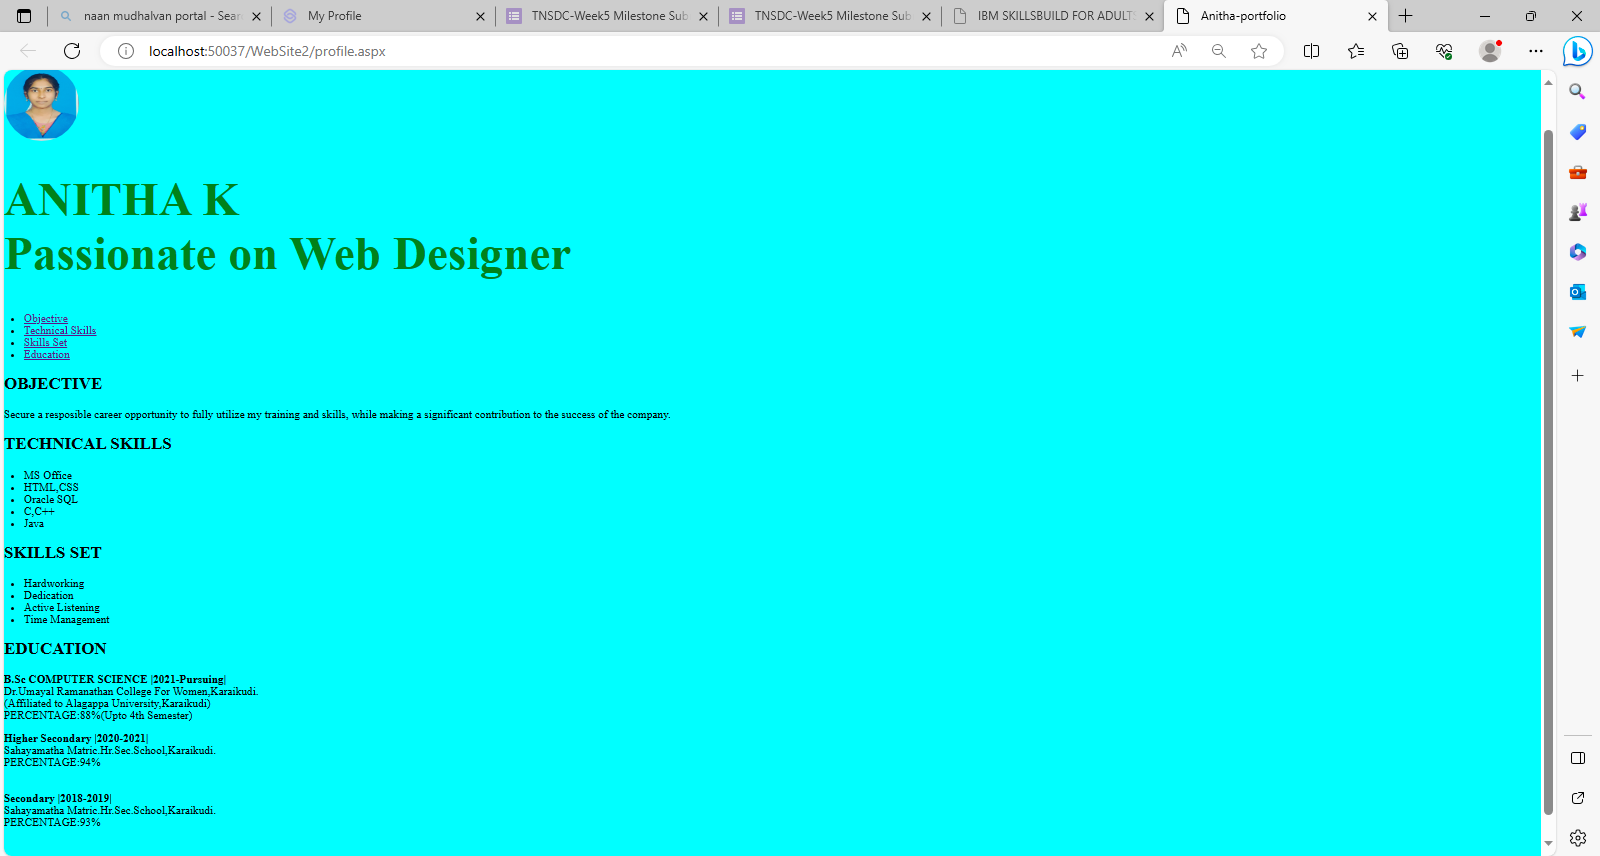 naan mudhalvan portal - Sear
My Profile
TNSDC-Week5 Milestone Sub
TNSDC-Week5 Milestone Sub
IBM SKILLSBUILD FOR ADULT
Anitha-portfolio
localhost:50037/WebSite2/profile.aspx
ANITHA K
Passionate on Web Designer
Objective
Technical Skills
Skills Set
Education
OBJECTIVE
Secure a resposible career opportunity to fully utilize my training and skills, while making a significant contribution to the success of the company.
TECHNICAL SKILLS
MS Office
HTML,CSS
Oracle SQL
C,C++
Java
SKILLS SET
Hardworking
Dedication
Active Listening
Time Management
EDUCATION
B.Sc COMPUTER SCIENCE |2021-Pursuing|
Dr.Umayal Ramanathan College For Women,Karaikudi.
(Affiliated to Alagappa University,Karaikudi)
PERCENTAGE:88%(Upto 4th Semester)
Higher Secondary |2020-2021|
Sahayamatha Matric.Hr.Sec.School,Karaikudi.
PERCENTAGE:94%
Secondary |2018-2019|
Sahayamatha Matric.Hr.Sec.School,Karaikudi.
PERCENTAGE:93%